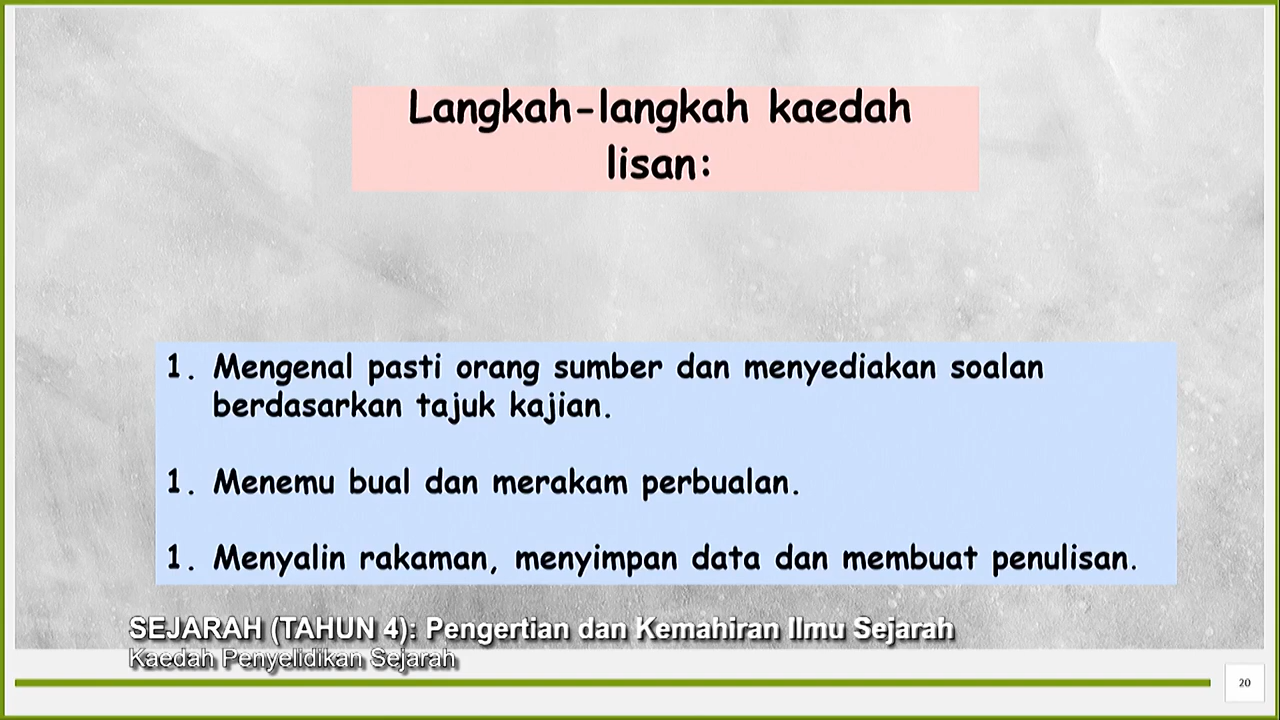 Langkah-langkah kaedah
lisan:
1. Mengenal pasti orang sumber dan menyediakan soalan
berdasarkan tajuk kajian.
1. Menemu bual dan merakam perbualan.
1. Menyalin rakaman, menyimpan data dan membuat penulisan.
SEJARAH (TAHUN 4): Pengertian dan Kemahiran Ilmu Sejarah
Kaedah Penyelidikan Sejarah
20